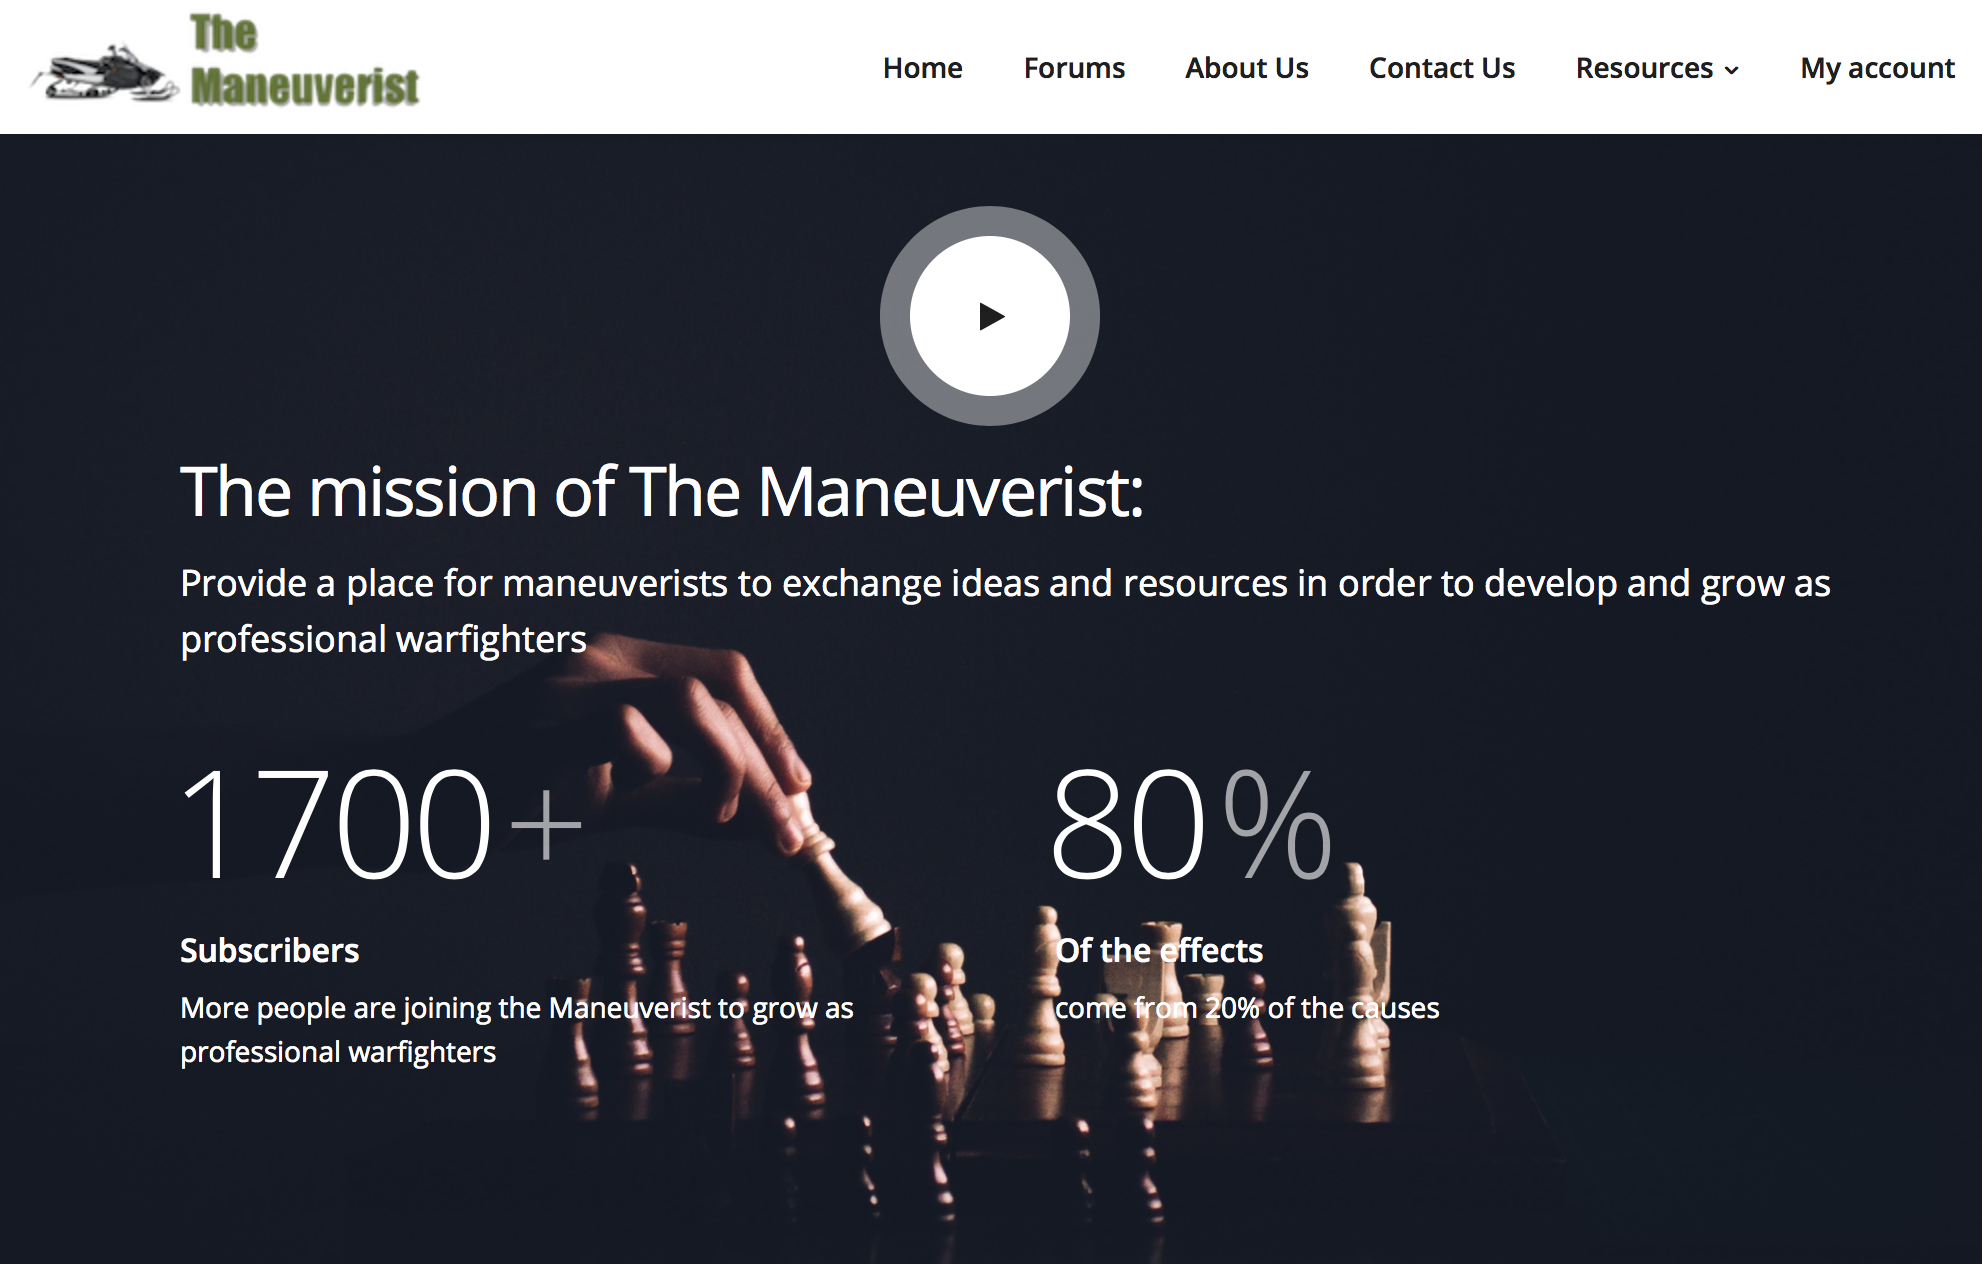 The
Maneuverist
Home Forums About Us Contact Us Resources My account
The mission of The Maneuverist:
Provide a place for maneuverists to exchange ideas and resources in order to develop and grow as
professional warfighters
1700+
Subscribers
More people are joining the Maneuverist to grow as
professional warfighters
80%
Of the effects
come from 20% of the causes